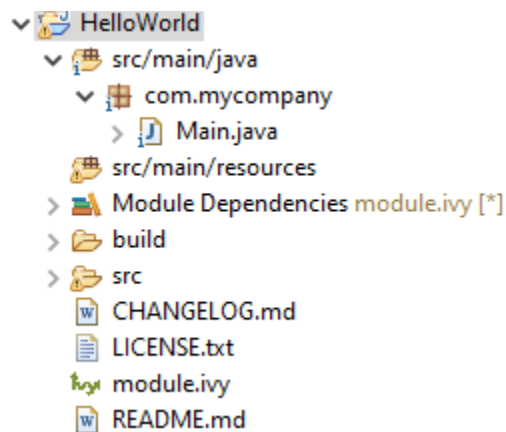 HelloWorld
src/main/java
com.mycompany
Main.java
src/main/resources
Module Dependencies module.ivy [*]
build
src
CHANGELOG.md
LICENSE.txt
module.ivy
README.md